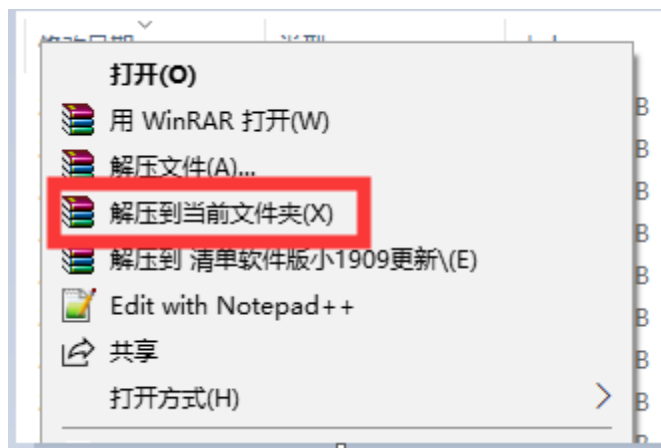 打开(O)
用 WinRAR 打开(W)
解压文件(A)...
解压到当前文件夹(X)
解压到 清单软件版小1909更新\(E)
Edit with Notepad++
共享
打开方式(H)
B
B
B
B
B
B
B
B